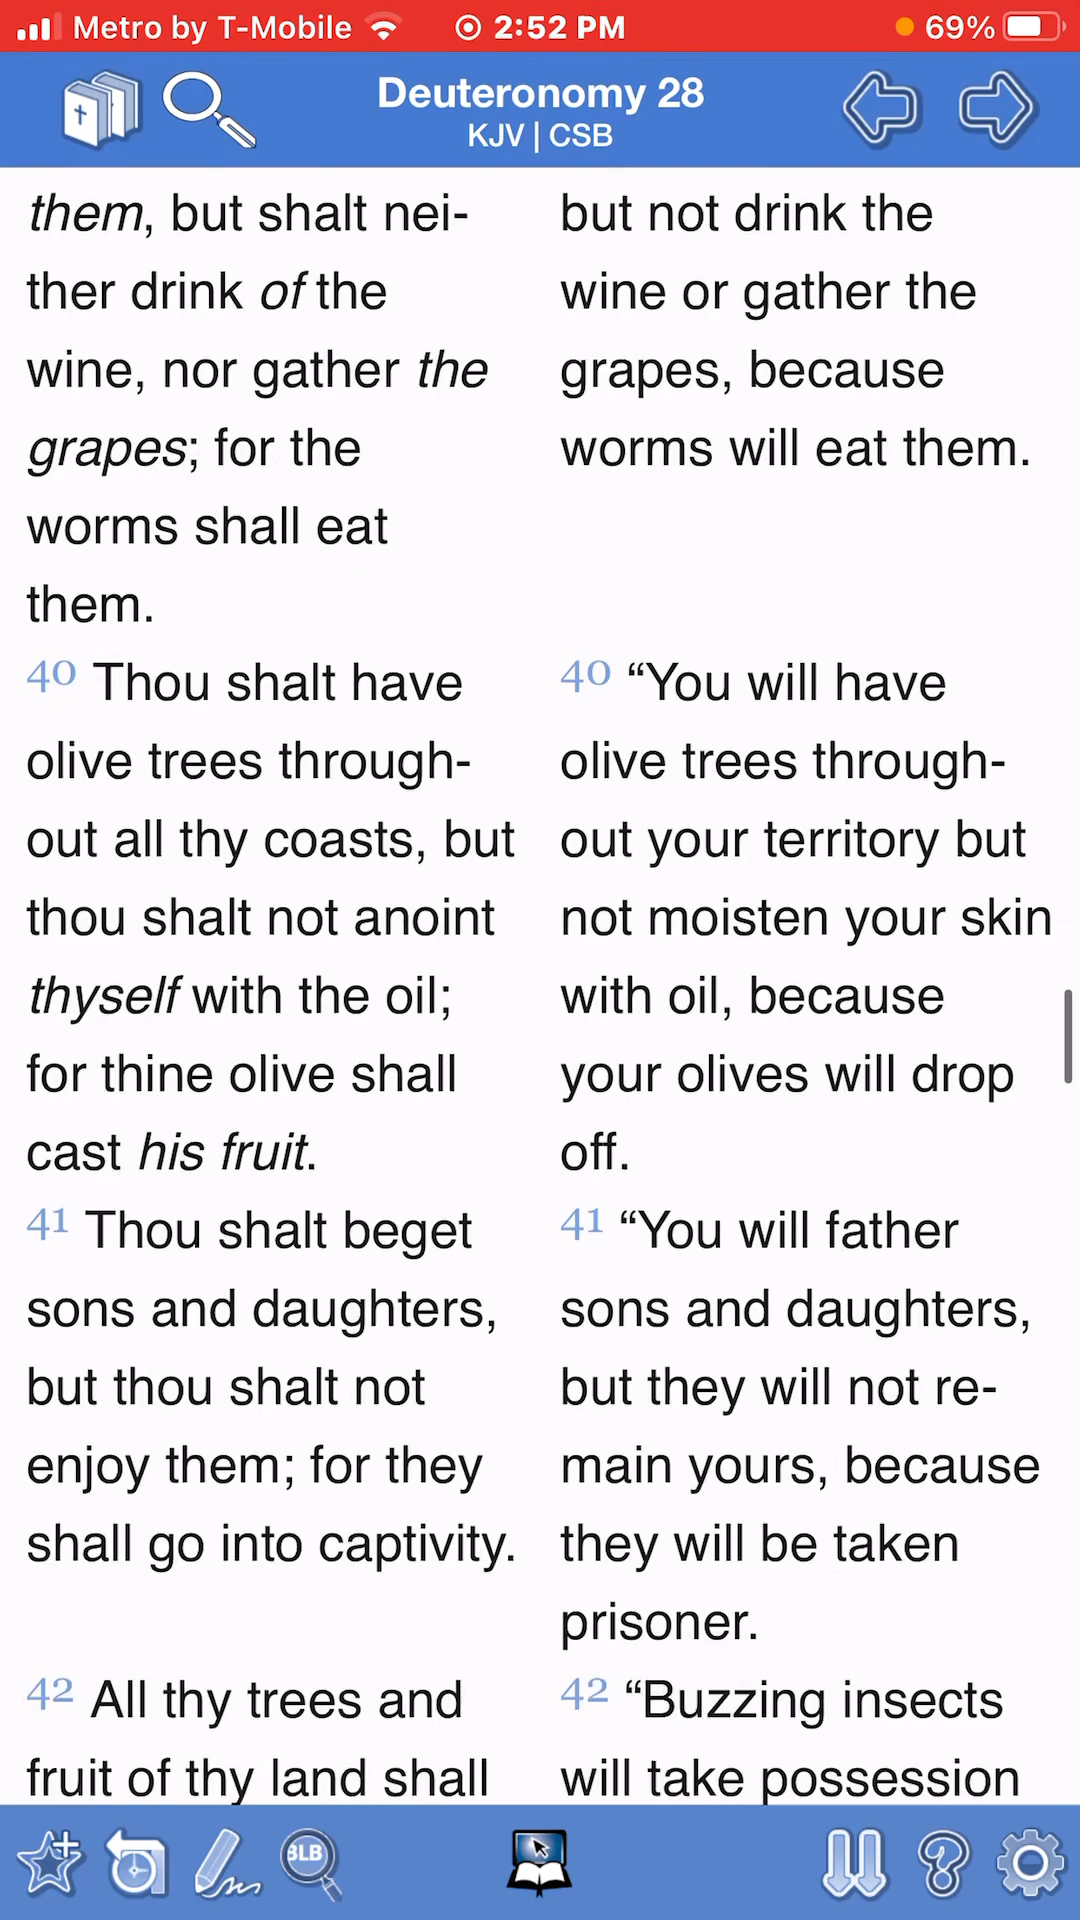 Metro by T-Mobile 2:52 PM 69%
Deuteronomy 28
KJV | CSB
them, but shalt nei-
ther drink of the
wine, nor gather the
grapes; for the
worms shall eat
them.
40 Thou shalt have
olive trees through-
out all thy coasts, but
thou shalt not anoint
thyself with the oil;
for thine olive shall
cast his fruit.
41 Thou shalt beget
sons and daughters,
but thou shalt not
enjoy them; for they
shall go into captivity.
42 All thy trees and
fruit of thy land shall
but not drink the
wine or gather the
grapes, because
worms will eat them.
40 “You will have
olive trees through-
out your territory but
not moisten your skin
with oil, because
your olives will drop
off.
41 “You will father
sons and daughters,
but they will not re-
main yours, because
they will be taken
prisoner.
42 “Buzzing insects
will take possession
BLB